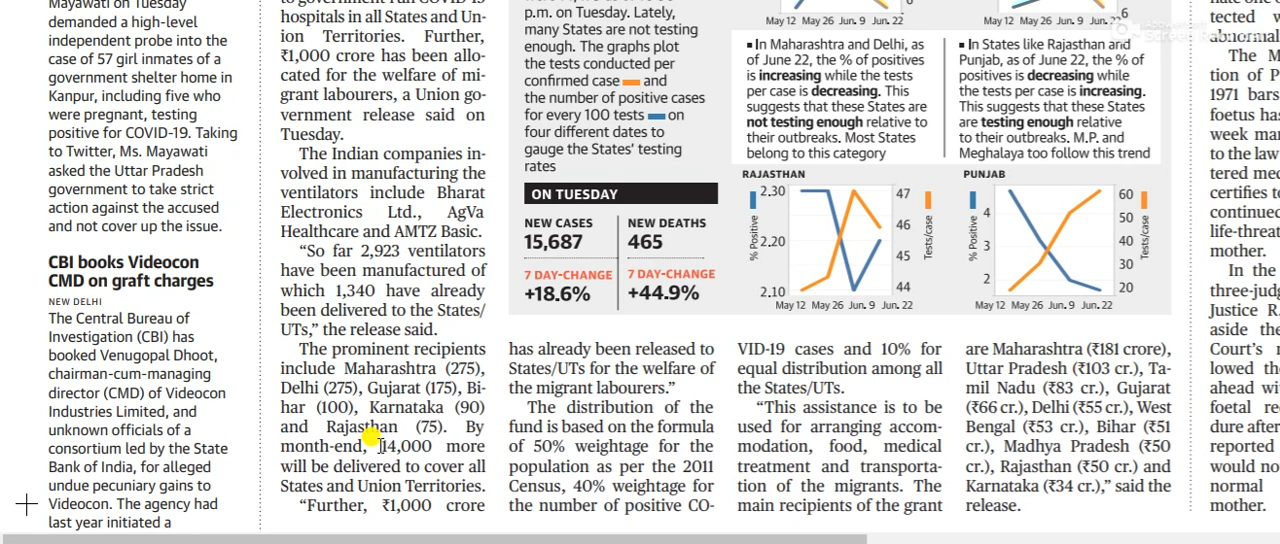 Mayawati on Tuesday
demanded a high-level
independent probe into the
case of 57 girl inmates of a
government shelter home in
Kanpur, including five who
were pregnant, testing
positive for COVID-19. Taking
to Twitter, Ms. Mayawati
asked the Uttar Pradesh
government to take strict
action against the accused
and not cover up the issue.
CBI books Videocon
CMD on graft charges
NEW DELHI
The Central Bureau of
Investigation (CBI) has
booked Venugopal Dhoot,
chairman-cum-managing
director (CMD) of Videocon
Industries Limited, and
unknown officials of a
consortium led by the State
Bank of India, for alleged
undue pecuniary gains to
Videocon. The agency had
last year initiated a
hospitals in all States and Un-
ion Territories. Further,
₹1,000 crore has been allo-
cated for the welfare of mi-
grant labourers, a Union go-
vernment release said on
Tuesday.
The Indian companies in-
volved in manufacturing the
ventilators include Bharat
Electronics Ltd., AgVa
Healthcare and AMTZ Basic.
“So far 2,923 ventilators
have been manufactured of
which 1,340 have already
been delivered to the States/
UTs,” the release said.
The prominent recipients
include Maharashtra (275),
Delhi (275), Gujarat (175), Bi-
har (100), Karnataka (90)
and Rajasthan (75). By
month-end, 14,000 more
will be delivered to cover all
States and Union Territories.
“Further, ₹1,000 crore
p.m. on Tuesday. Lately,
many States are not testing
enough. The graphs plot
the tests conducted per
confirmed case and
the number of positive cases
for every 100 tests on
four different dates to
gauge the States’ testing
rates
ON TUESDAY
NEW CASES
15,687
7 DAY-CHANGE
+18.6%
NEW DEATHS
465
7 DAY-CHANGE
+44.9%
May 12 May 26 Jun. 9 Jun. 22
May 12 May 26 Jun. 9 Jun. 22
6
▪ In Maharashtra and Delhi, as
of June 22, the % of positives
is increasing while the tests
per case is decreasing. This
suggests that these States are
not testing enough relative to
their outbreaks. Most States
belong to this category
▪ In States like Rajasthan and
Punjab, as of June 22, the % of
positives is decreasing while
the tests per case is increasing.
This suggests that these States
are testing enough relative
to their outbreaks. M.P. and
Meghalaya too follow this trend
RAJASTHAN
% Positive
2.30
2.20
2.10
47
46
45
44
Tests/case
May 12 May 26 Jun. 9 Jun. 22
PUNJAB
% Positive
4
3
2
60
50
40
30
20
Tests/case
May 12 May 26 Jun. 9 Jun. 22
has already been released to
States/UTs for the welfare of
the migrant labourers.”
The distribution of the
fund is based on the formula
of 50% weightage for the
population as per the 2011
Census, 40% weightage for
the number of positive CO-
VID-19 cases and 10% for
equal distribution among all
the States/UTs.
“This assistance is to be
used for arranging accom-
modation, food, medical
treatment and transporta-
tion of the migrants. The
main recipients of the grant
are Maharashtra (₹181 crore),
Uttar Pradesh (₹103 cr.), Ta-
mil Nadu (₹83 cr.), Gujarat
(₹66 cr.), Delhi (₹55 cr.), West
Bengal (₹53 cr.), Bihar (₹51
cr.), Madhya Pradesh (₹50
cr.), Rajasthan (₹50 cr.) and
Karnataka (₹34 cr.),” said the
release.
tected
abnormal
The M
tion of P
1971 bars
foetus has
week man
to the law
tered med
certifies to
continued
life-threat
mother.
In the
three-judg
Justice R.
aside the
Court’s
lowed the
ahead wi
foetal re
dure after
reported
would no
normal
mother.